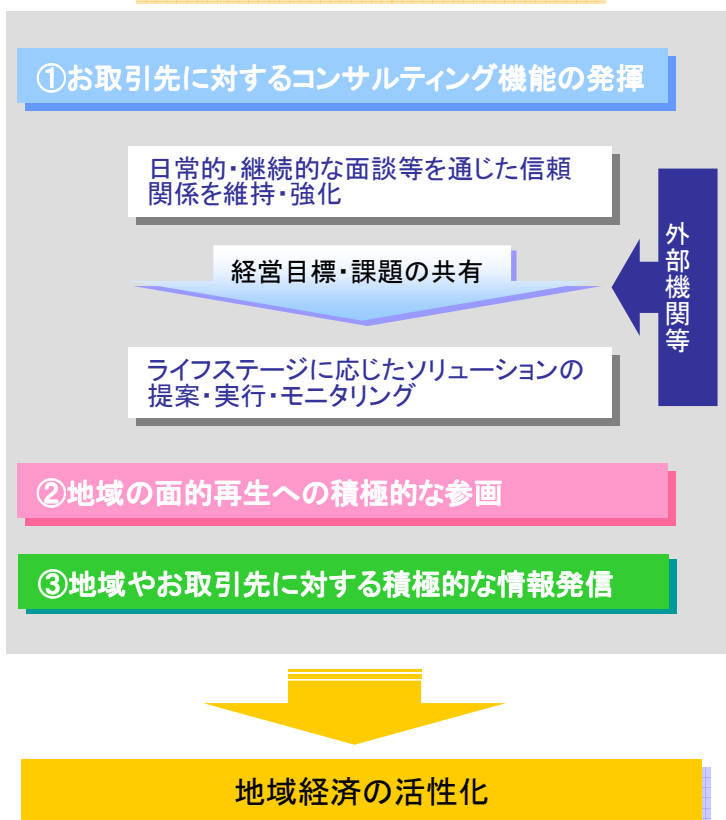 ①お取引先に対するコンサルティング機能の発揮
日常的・継続的な面談等を通じた信頼
関係を維持・強化
経営目標・課題の共有
外部機関等
ライフステージに応じたソリューションの
提案・実行・モニタリング
②地域の面的再生への積極的な参画
③地域やお取引先に対する積極的な情報発信
地域経済の活性化